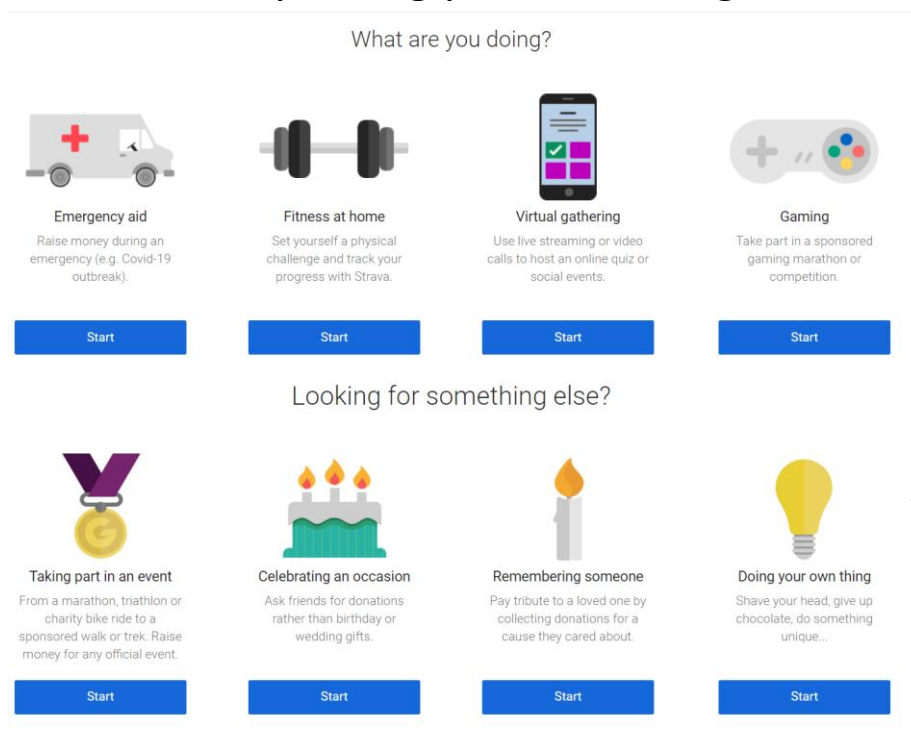 What are you doing?
Emergency aid
Raise money during an
emergency (e.g. Covid-19
outbreak).
Start
Fitness at home
Set yourself a physical
challenge and track your
progress with Strava.
Start
Virtual gathering
Use live streaming or video
calls to host an online quiz or
social events.
Start
Gaming
Take part in a sponsored
gaming marathon or
competition.
Start
Looking for something else?
G
Taking part in an event
From a marathon, triathlon or
charity bike ride to a
sponsored walk or trek. Raise
money for any official event.
Start
Celebrating an occasion
Ask friends for donations
rather than birthday or
wedding gifts.
Start
Remembering someone
Pay tribute to a loved one by
collecting donations for a
cause they cared about.
Start
Doing your own thing
Shave your head, give up
chocolate, do something
unique...
Start